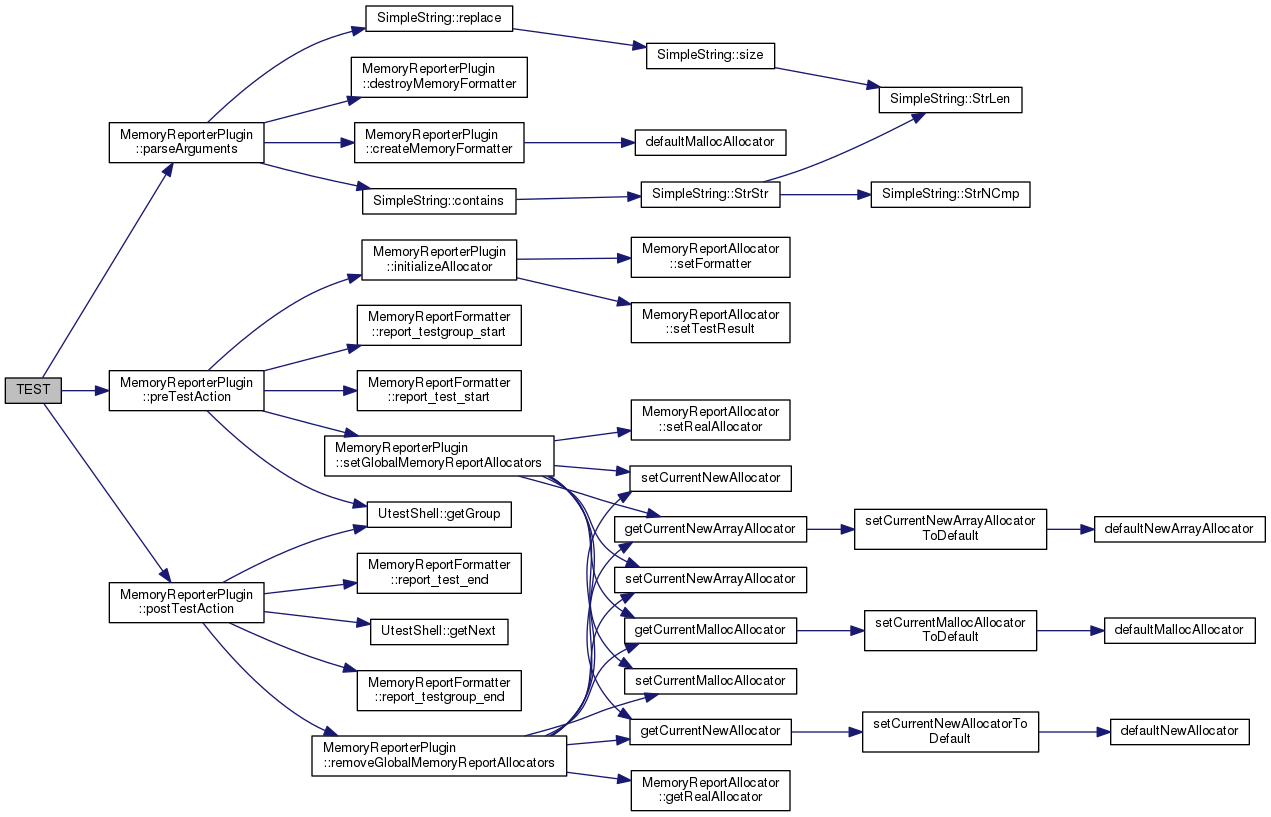 SimpleString::replace
SimpleString::size
MemoryReporterPlugin
::destroyMemoryFormatter
SimpleString::StrLen
MemoryReporterPlugin
::parseArguments
MemoryReporterPlugin
::createMemoryFormatter
defaultMallocAllocator
SimpleString::contains
SimpleString::StrStr
SimpleString::StrNCmp
MemoryReporterPlugin
::initializeAllocator
MemoryReportAllocator
::setFormatter
MemoryReportAllocator
::setTestResult
MemoryReportFormatter
::report_testgroup_start
TEST
MemoryReporterPlugin
::preTestAction
MemoryReportFormatter
::report_test_start
MemoryReporterPlugin
::setGlobalMemoryReportAllocators
MemoryReportAllocator
::setRealAllocator
setCurrentNewAllocator
UtestShell::getGroup
getCurrentNewArrayAllocator
setCurrentNewArrayAllocator
ToDefault
defaultNewArrayAllocator
MemoryReporterPlugin
::postTestAction
MemoryReportFormatter
::report_test_end
setCurrentNewArrayAllocator
UtestShell::getNext
getCurrentMallocAllocator
setCurrentMallocAllocator
ToDefault
defaultMallocAllocator
MemoryReportFormatter
::report_testgroup_end
setCurrentMallocAllocator
MemoryReporterPlugin
::removeGlobalMemoryReportAllocators
getCurrentNewAllocator
setCurrentNewAllocatorTo
Default
defaultNewAllocator
MemoryReportAllocator
::getRealAllocator